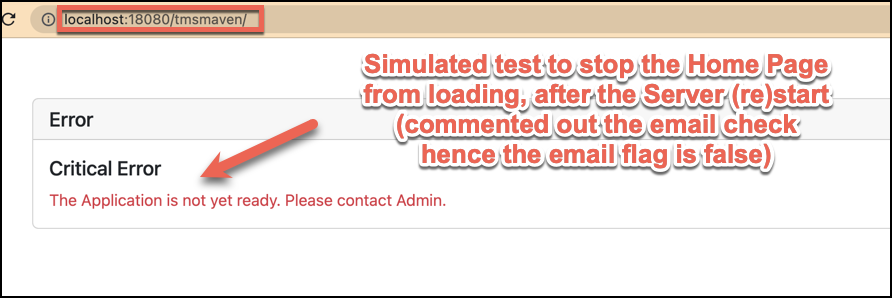 localhost:18080/tmsmaven/
Simulated test to stop the Home Page
from loading, after the Server (re)start
(commented out the email check
hence the email flag is false)
Error
Critical Error
The Application is not yet ready. Please contact Admin.